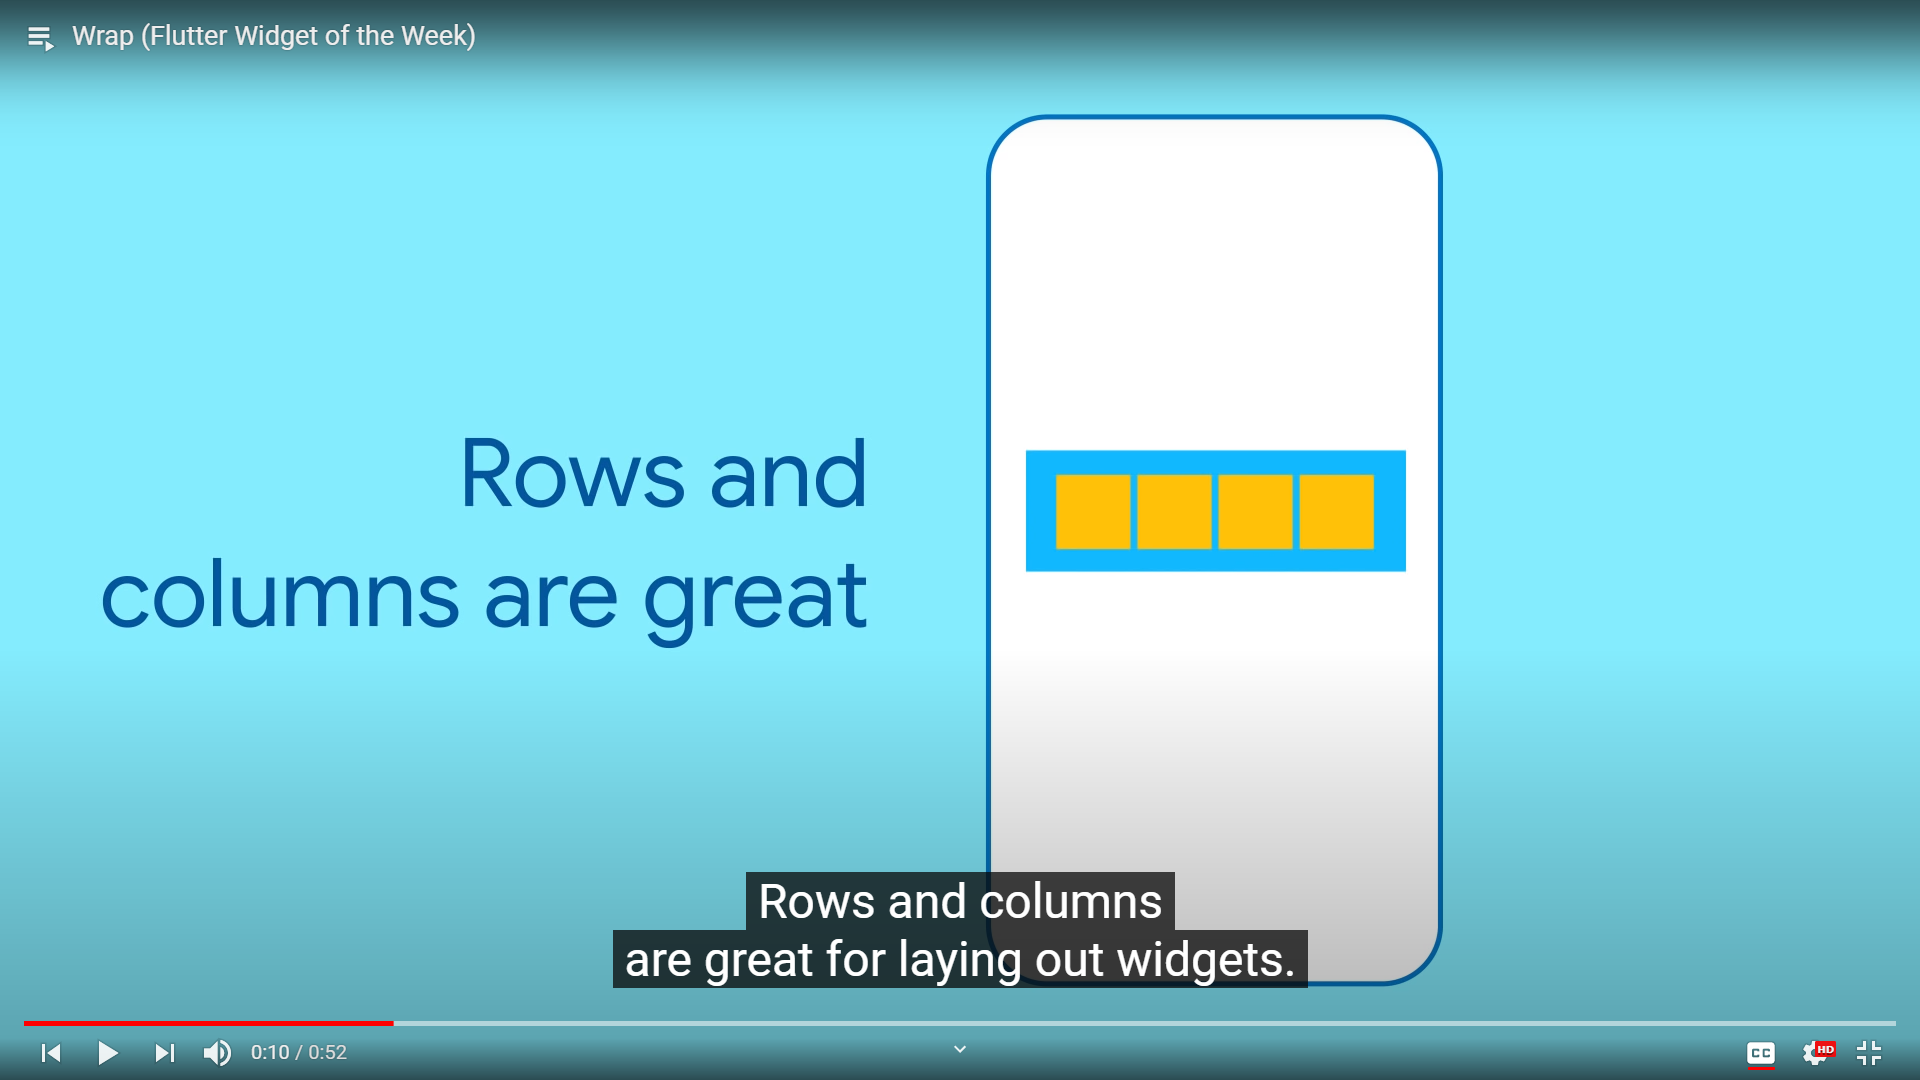 Wrap (Flutter Widget of the Week)
Rows and
columns are great
Rows and columns
are great for laying out widgets.
0:10 / 0:52
CC
HD